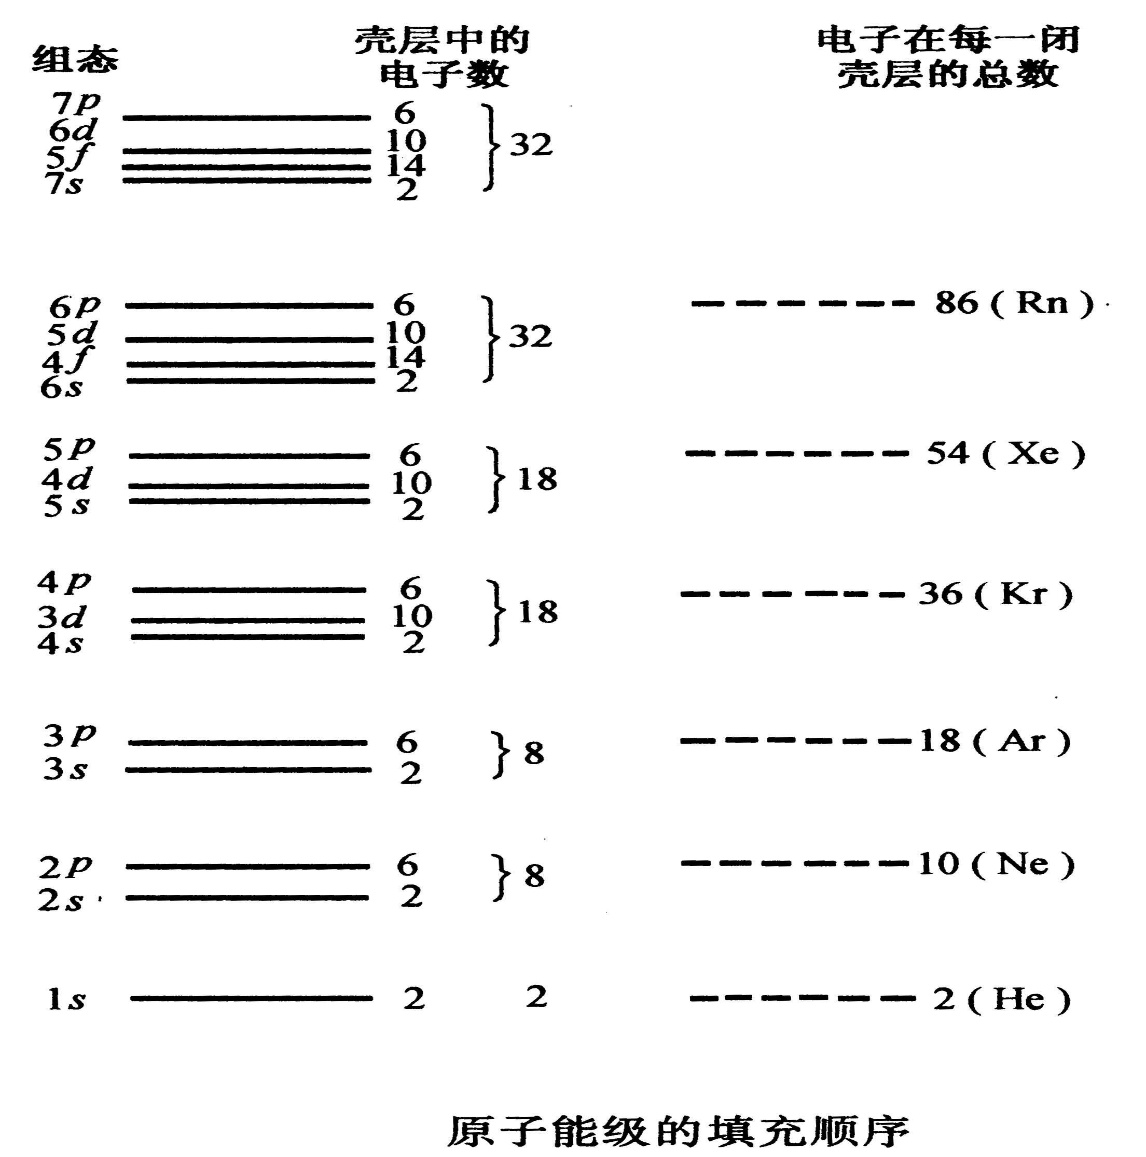 组态
壳层中的
电子数
电子在每一闭
壳层的总数
7p 6
6d 10
5f 14
7s 2
} 32
6p 6
5d 10
4f 14
6s 2
} 32
86 ( Rn )
5p 6
4d 10
5s 2
} 18
54 ( Xe )
4p 6
3d 10
4s 2
} 18
36 ( Kr )
3p 6
3s 2
} 8
18 ( Ar )
2p 6
2s 2
} 8
10 ( Ne )
1s 2 2 2 ( He )
原子能级的填充顺序